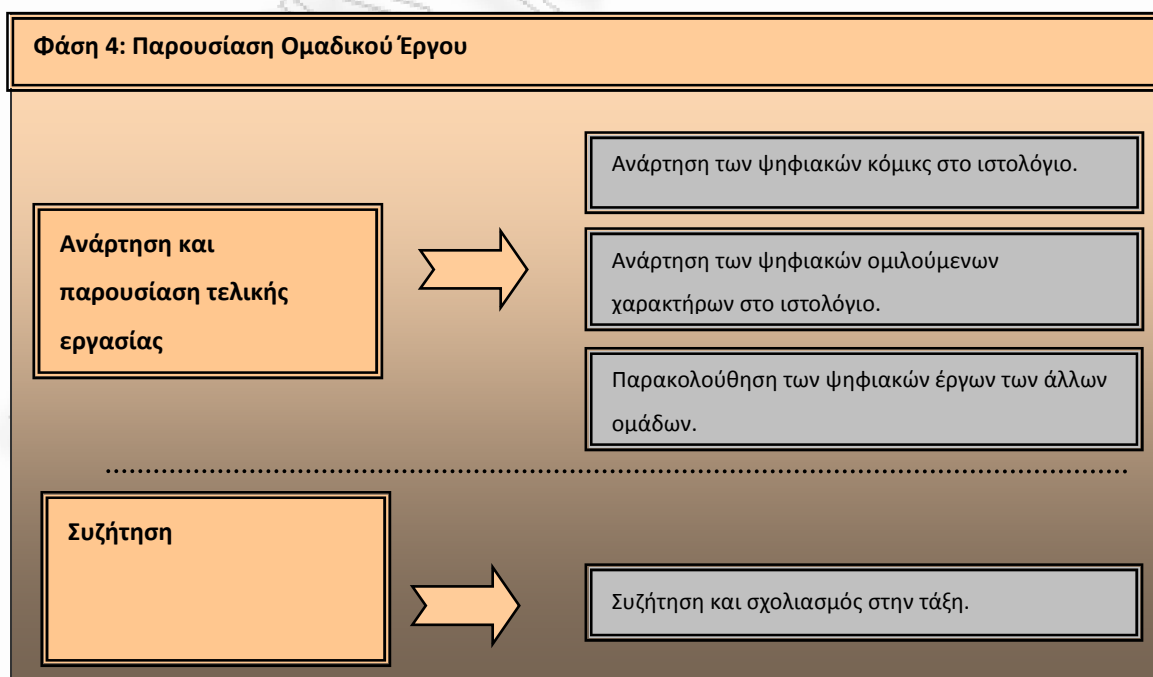 Φάση 4: Παρουσίαση Ομαδικού Έργου
Ανάρτηση και
παρουσίαση τελικής
εργασίας
Ανάρτηση των ψηφιακών κόμικς στο ιστολόγιο.
Ανάρτηση των ψηφιακών ομιλούμενων
χαρακτήρων στο ιστολόγιο.
Παρακολούθηση των ψηφιακών έργων των άλλων
ομάδων.
Συζήτηση
Συζήτηση και σχολιασμός στην τάξη.